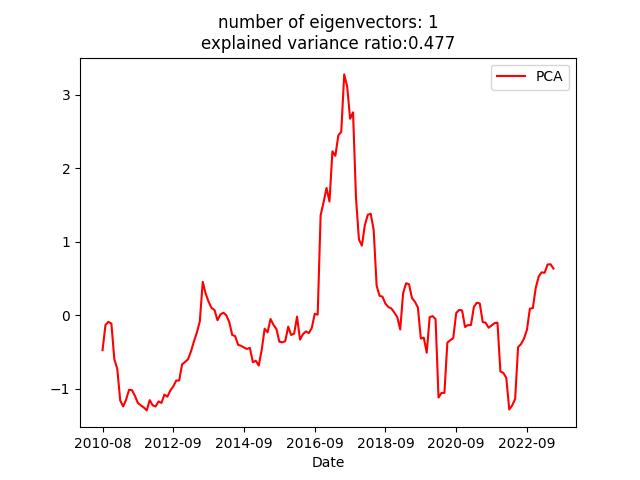 number of eigenvectors: 1
explained variance ratio:0.477
PCA
3
2
1
0
−1
2010-08 2012-09 2014-09 2016-09 2018-09 2020-09 2022-09
Date